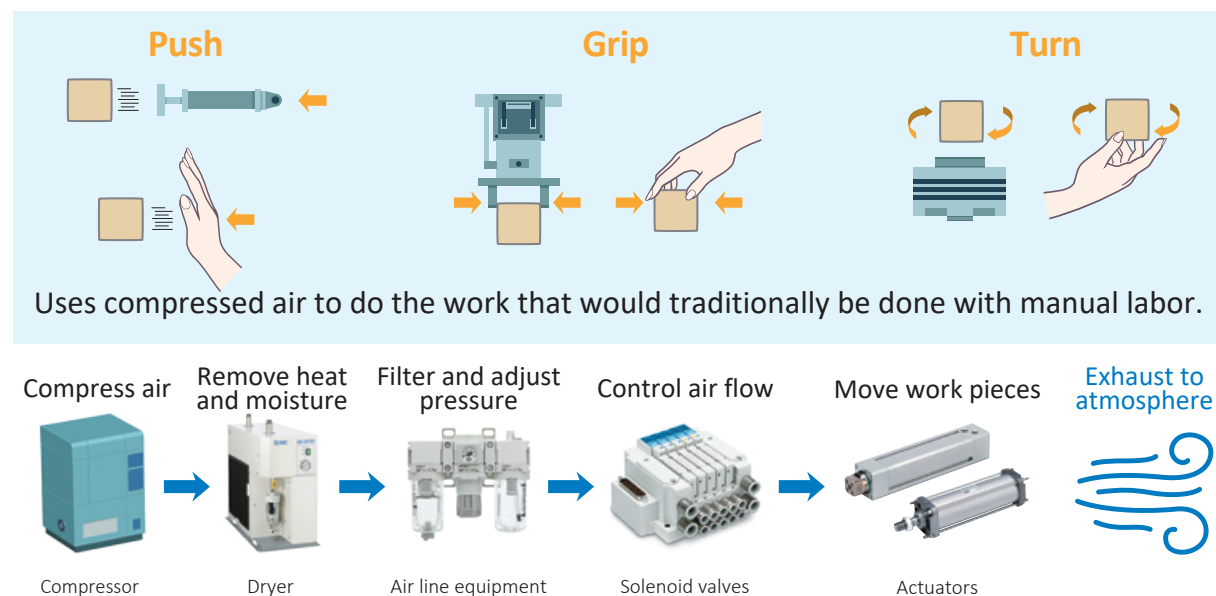 Push
Grip
Turn
Uses compressed air to do the work that would traditionally be done with manual labor.
Compress air
Remove heat
and moisture
Filter and adjust
pressure
Control air flow
Move work pieces
Exhaust to
atmosphere
Compressor
Dryer
Air line equipment
Solenoid valves
Actuators